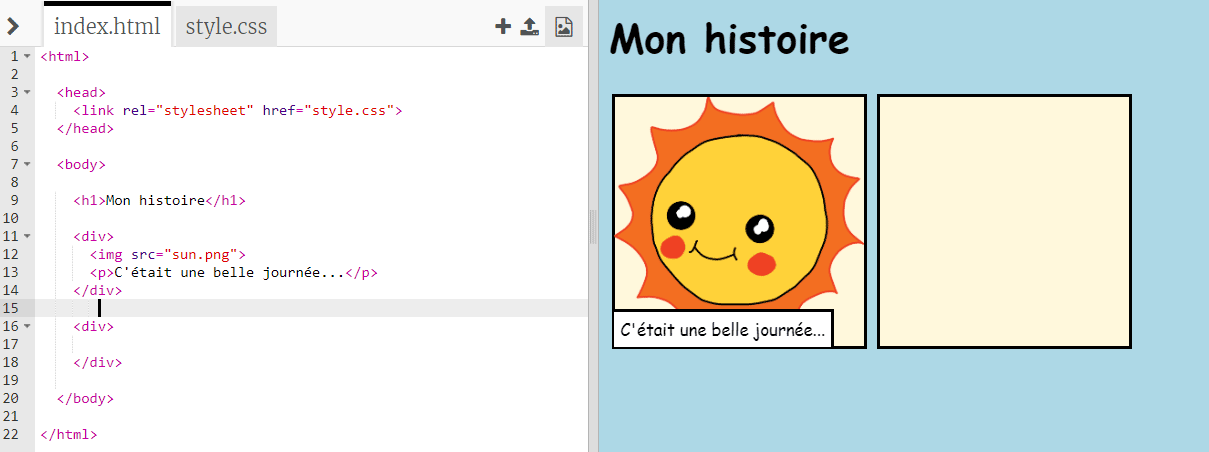 index.html style.css
1 <html>
2
3 <head>
4 <link rel="stylesheet" href="style.css">
5 </head>
6
7 <body>
8
9 <h1>Mon histoire</h1>
10
11 <div>
12 <img src="sun.png">
13 <p>C'était une belle journée...</p>
14 </div>
15
16 <div>
17
18 </div>
19
20 </body>
21
22 </html>
Mon histoire
C'était une belle journée...